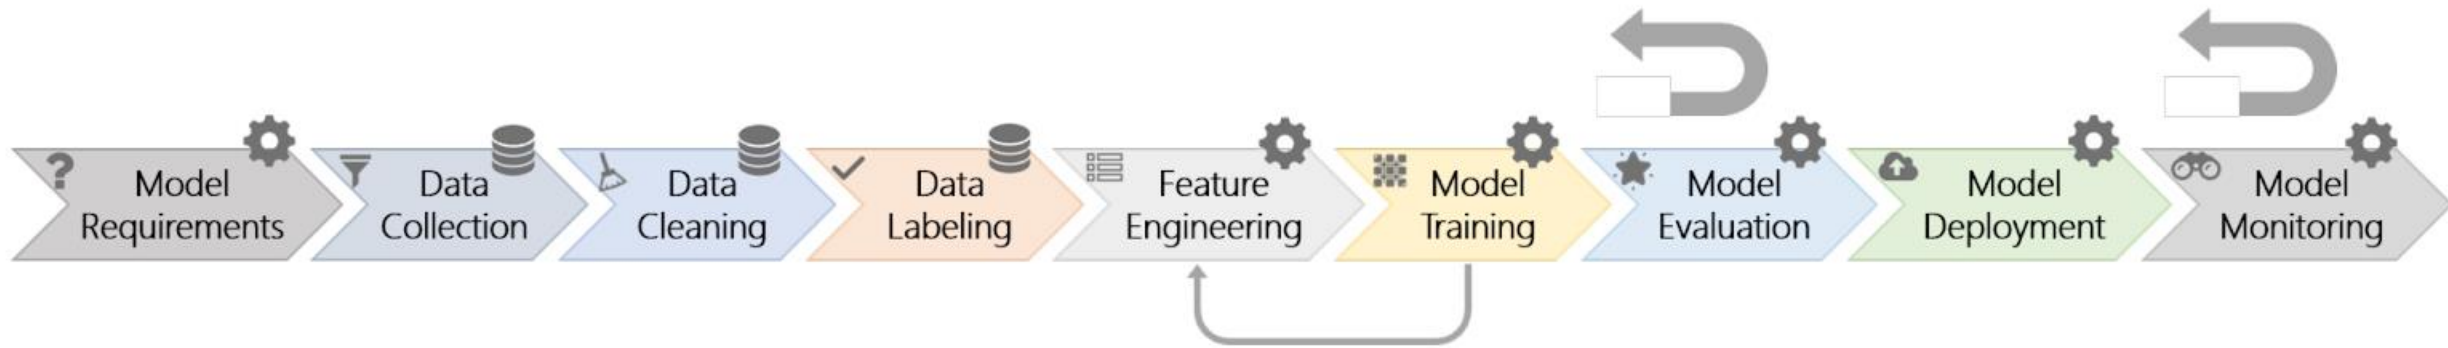 Model
Requirements
Data
Collection
Data
Cleaning
Data
Labeling
Feature
Engineering
Model
Training
Model
Evaluation
Model
Deployment
Model
Monitoring